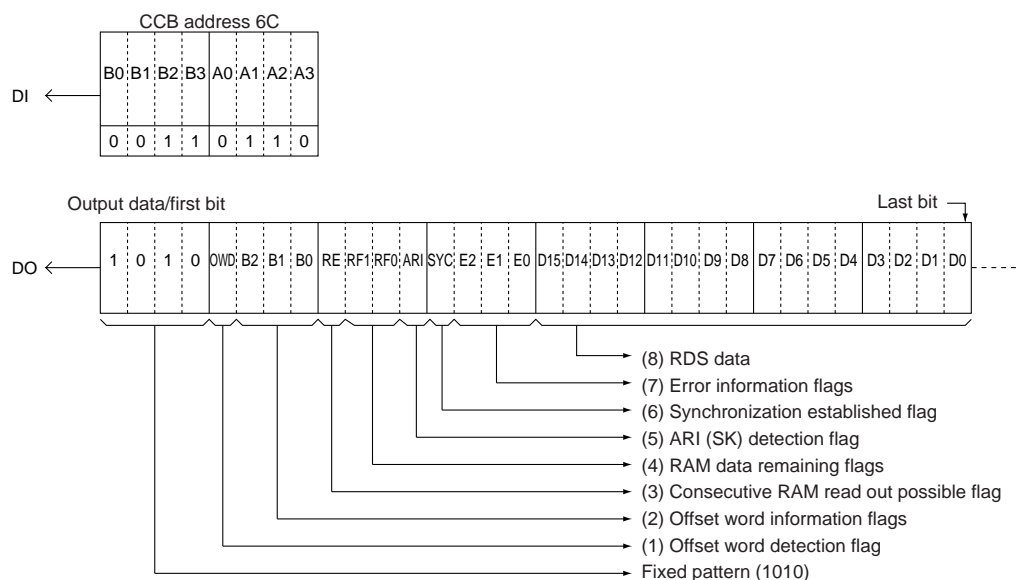 CCB address 6C
B0 B1 B2 B3 A0 A1 A2 A3
DI
0 0 1 1 0 1 1 0
Output data/first bit
Last bit
DO
1 0 1 0 OWD B2 B1 B0 RE RF1 RF0 ARI SYC E2 E1 E0 D15 D14 D13 D12 D11 D10 D9 D8 D7 D6 D5 D4 D3 D2 D1 D0
(8) RDS data
(7) Error information flags
(6) Synchronization established flag
(5) ARI (SK) detection flag
(4) RAM data remaining flags
(3) Consecutive RAM read out possible flag
(2) Offset word information flags
(1) Offset word detection flag
Fixed pattern (1010)